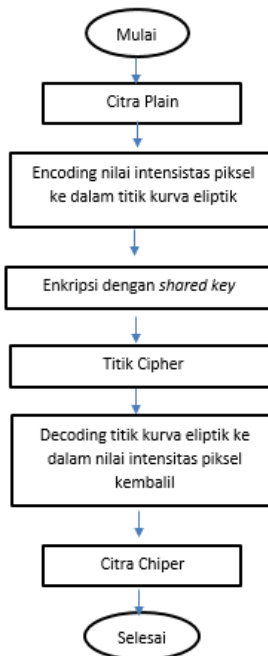 Mulai
Citra Plain
Encoding nilai intensistas piksel
ke dalam titik kurva eliptik
Enkripsi dengan shared key
Titik Cipher
Decoding titik kurva eliptik ke
dalam nilai intensitas piksel
kembalil
Citra Chiper
Selesai